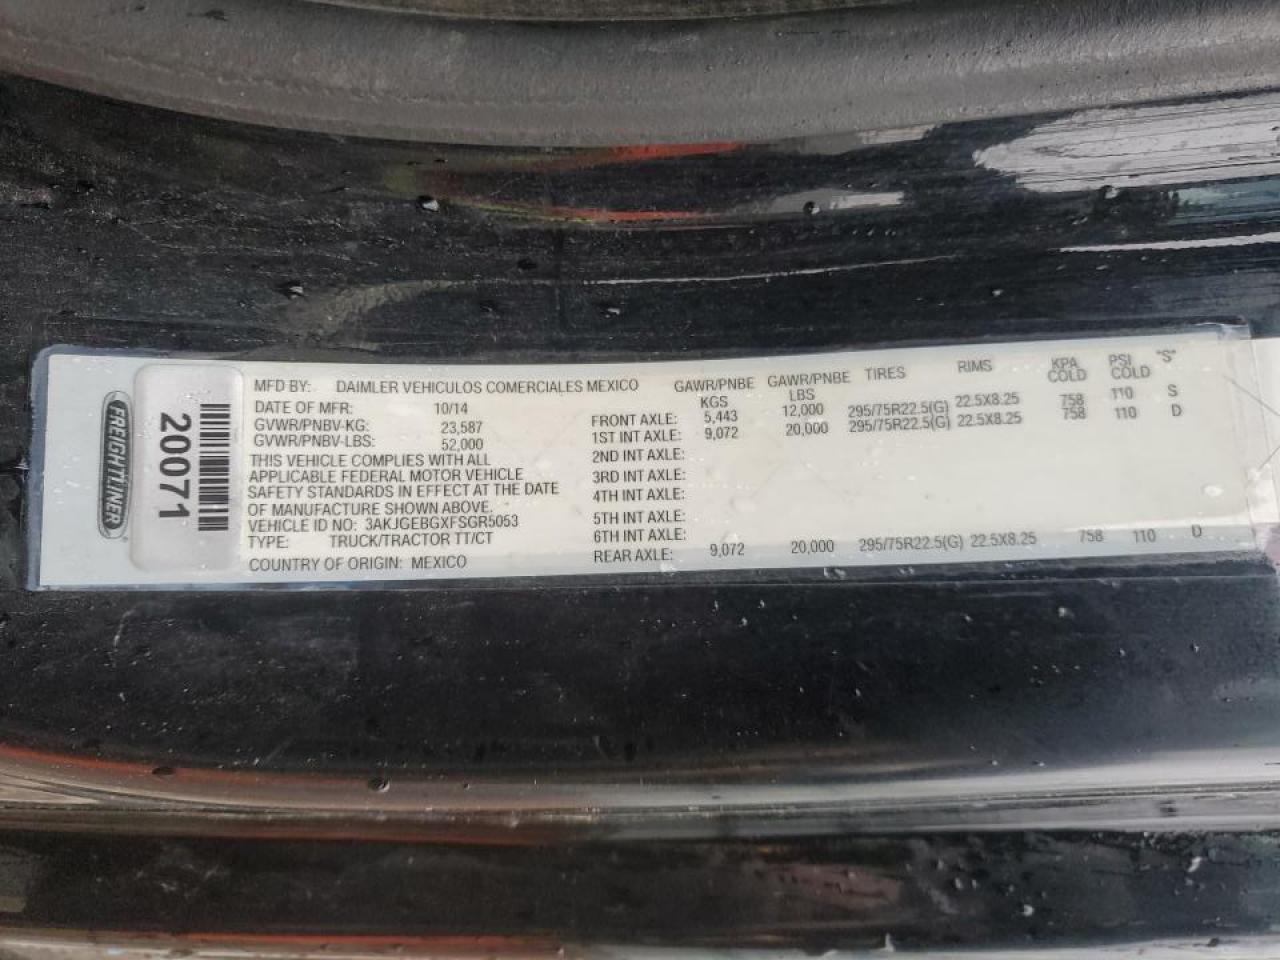 FREIGHTLINER
20071
MFD BY: DAIMLER VEHICULOS COMERCIALES MEXICO
DATE OF MFR: 10/14
GVWR/PNBV-KG: 23,587
GVWR/PNBV-LBS: 52,000
THIS VEHICLE COMPLIES WITH ALL
APPLICABLE FEDERAL MOTOR VEHICLE
SAFETY STANDARDS IN EFFECT AT THE DATE
OF MANUFACTURE SHOWN ABOVE.
VEHICLE ID NO: 3AKJGEBGXFSGR5053
TYPE: TRUCK/TRACTOR TT/CT
COUNTRY OF ORIGIN: MEXICO
GAWR/PNBE GAWR/PNBE TIRES RIMS KPA PSI "S"
KGS LBS COLD COLD
FRONT AXLE: 5,443 12,000 295/75R22.5(G) 22.5X8.25 758 110 S
1ST INT AXLE: 9,072 20,000 295/75R22.5(G) 22.5X8.25 758 110 D
2ND INT AXLE:
3RD INT AXLE:
4TH INT AXLE:
5TH INT AXLE:
6TH INT AXLE:
REAR AXLE: 9,072 20,000 295/75R22.5(G) 22.5X8.25 758 110 D